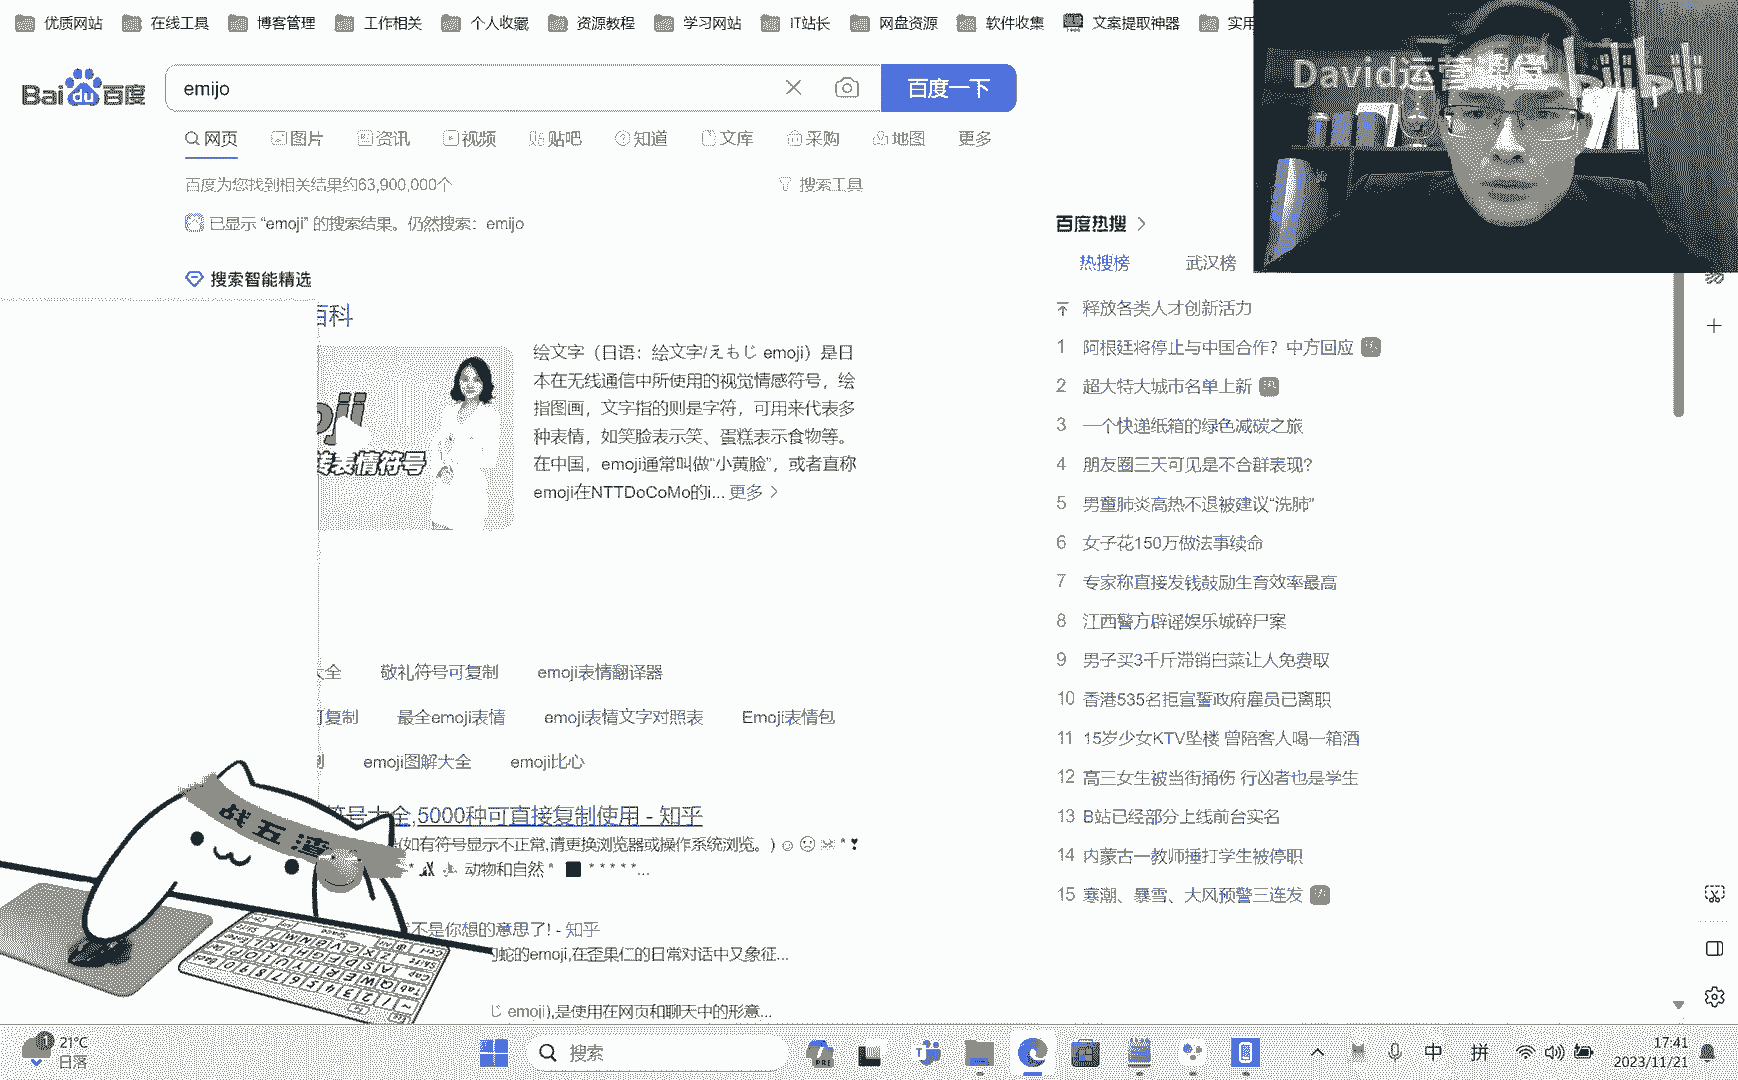 优质网站 在线工具 博客管理 工作相关 个人收藏 资源教程 学习网站 IT站长 网盘资源 软件收集 文案提取神器 实用
David运营课堂 bilibili
Bai du 百度 emijo 百度一下
网页 图片 资讯 视频 贴吧 知道 文库 采购 地图 更多
百度为您找到相关结果约63,900,000个 搜索工具
已显示 “emoji” 的搜索结果。仍然搜索：emijo
搜索智能精选
百科
绘文字（日语：绘文字/えもじ emoji）是日
本在无线通信中所使用的视觉情感符号，绘
指图画，文字指的则是字符，可用来代表多
种表情，如笑脸表示笑、蛋糕表示食物等。
在中国，emoji通常叫做“小黄脸”，或者直称
emoji在NTTDoCoMo的i... 更多 >
表情符号
大全 敬礼符号可复制 emoji表情翻译器
可复制 最全emoji表情 emoji表情文字对照表 Emoji表情包
emoji图解大全 emoji比心
符号大全,5000种可直接复制使用 - 知乎
(如有符号显示不正常,请更换浏览器或操作系统浏览。) ☺ ☹
动物和自然 * ■ * * * * *...
不是你想的意思了! - 知乎
的蛇的emoji,在歪果仁的日常对话中又象征...
じ emoji),是使用在网页和聊天中的形意...
百度热搜 >
热搜榜 武汉榜
释放各类人才创新活力
1 阿根廷将停止与中国合作？中方回应 热
2 超大特大城市名单上新 热
3 一个快递纸箱的绿色减碳之旅
4 朋友圈三天可见是不合群表现？
5 男童肺炎高热不退被建议“洗肺”
6 女子花150万做法事续命
7 专家称直接发钱鼓励生育效率最高
8 江西警方辟谣娱乐城碎尸案
9 男子买3千斤滞销白菜让人免费取
10 香港535名拒宣誓政府雇员已离职
11 15岁少女KTV坠楼 曾陪客人喝一箱酒
12 高三女生被当街捅伤 行凶者也是学生
13 B站已经部分上线前台实名
14 内蒙古一教师捶打学生被停职
15 寒潮、暴雪、大风预警三连发 热
战五渣
21°C
日落
搜索
PRE
中 拼
17:41
2023/11/21